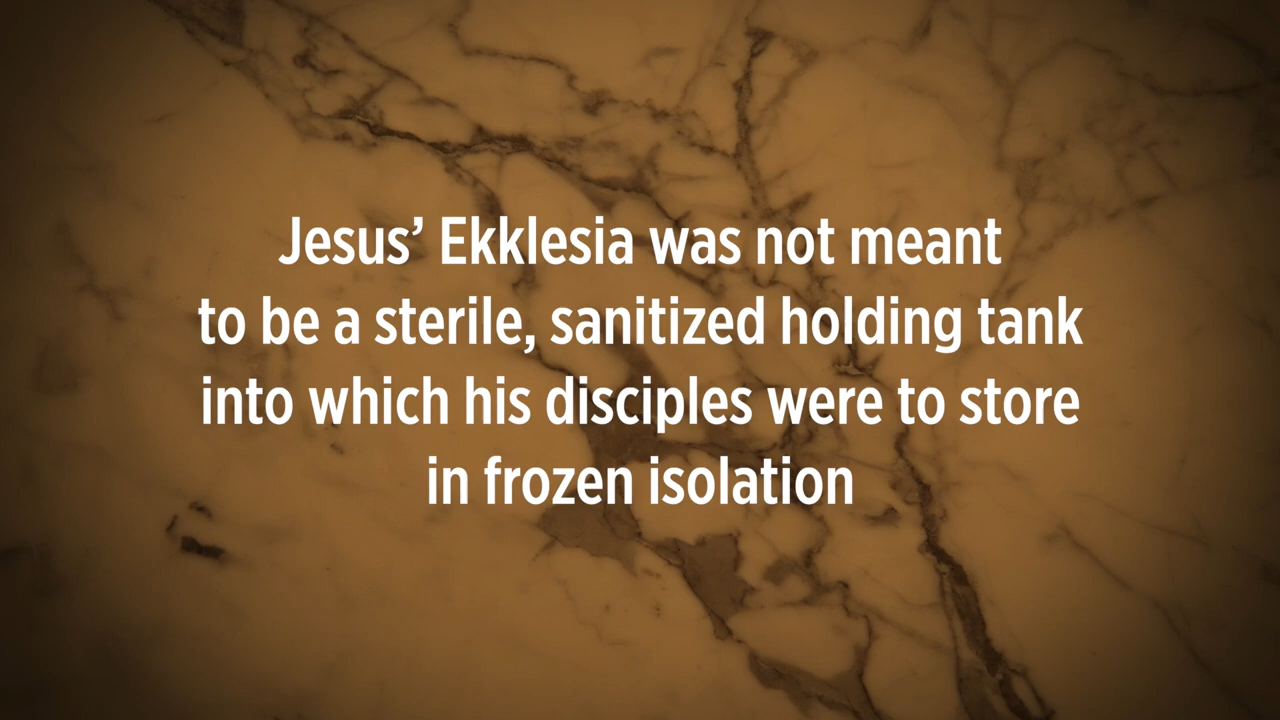 Jesus’ Ekklesia was not meant
to be a sterile, sanitized holding tank
into which his disciples were to store
in frozen isolation